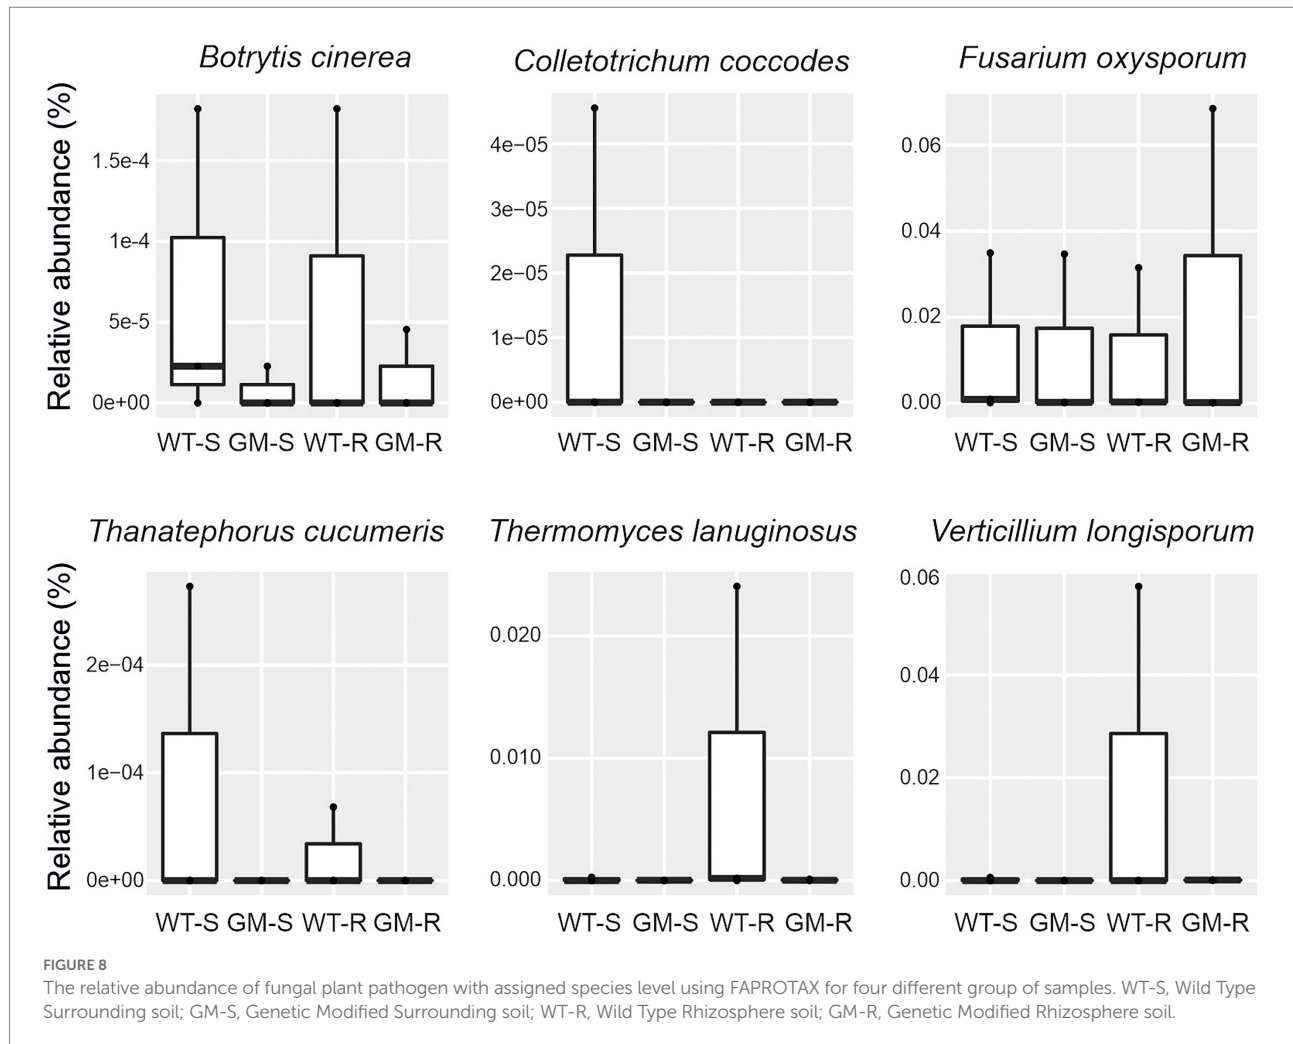 Botrytis cinerea
Colletotrichum coccodes
Fusarium oxysporum
Relative abundance (%)
1.5e-4
1e-4
5e-5
0e+00
WT-S GM-S WT-R GM-R
4e−05
3e−05
2e−05
1e−05
0e+00
WT-S GM-S WT-R GM-R
0.06
0.04
0.02
0.00
WT-S GM-S WT-R GM-R
Thanatephorus cucumeris
Thermomyces lanuginosus
Verticillium longisporum
Relative abundance (%)
2e−04
1e−04
0e+00
WT-S GM-S WT-R GM-R
0.020
0.010
0.000
WT-S GM-S WT-R GM-R
0.06
0.04
0.02
0.00
WT-S GM-S WT-R GM-R
FIGURE 8
The relative abundance of fungal plant pathogen with assigned species level using FAPROTAX for four different group of samples. WT-S, Wild Type
Surrounding soil; GM-S, Genetic Modified Surrounding soil; WT-R, Wild Type Rhizosphere soil; GM-R, Genetic Modified Rhizosphere soil.